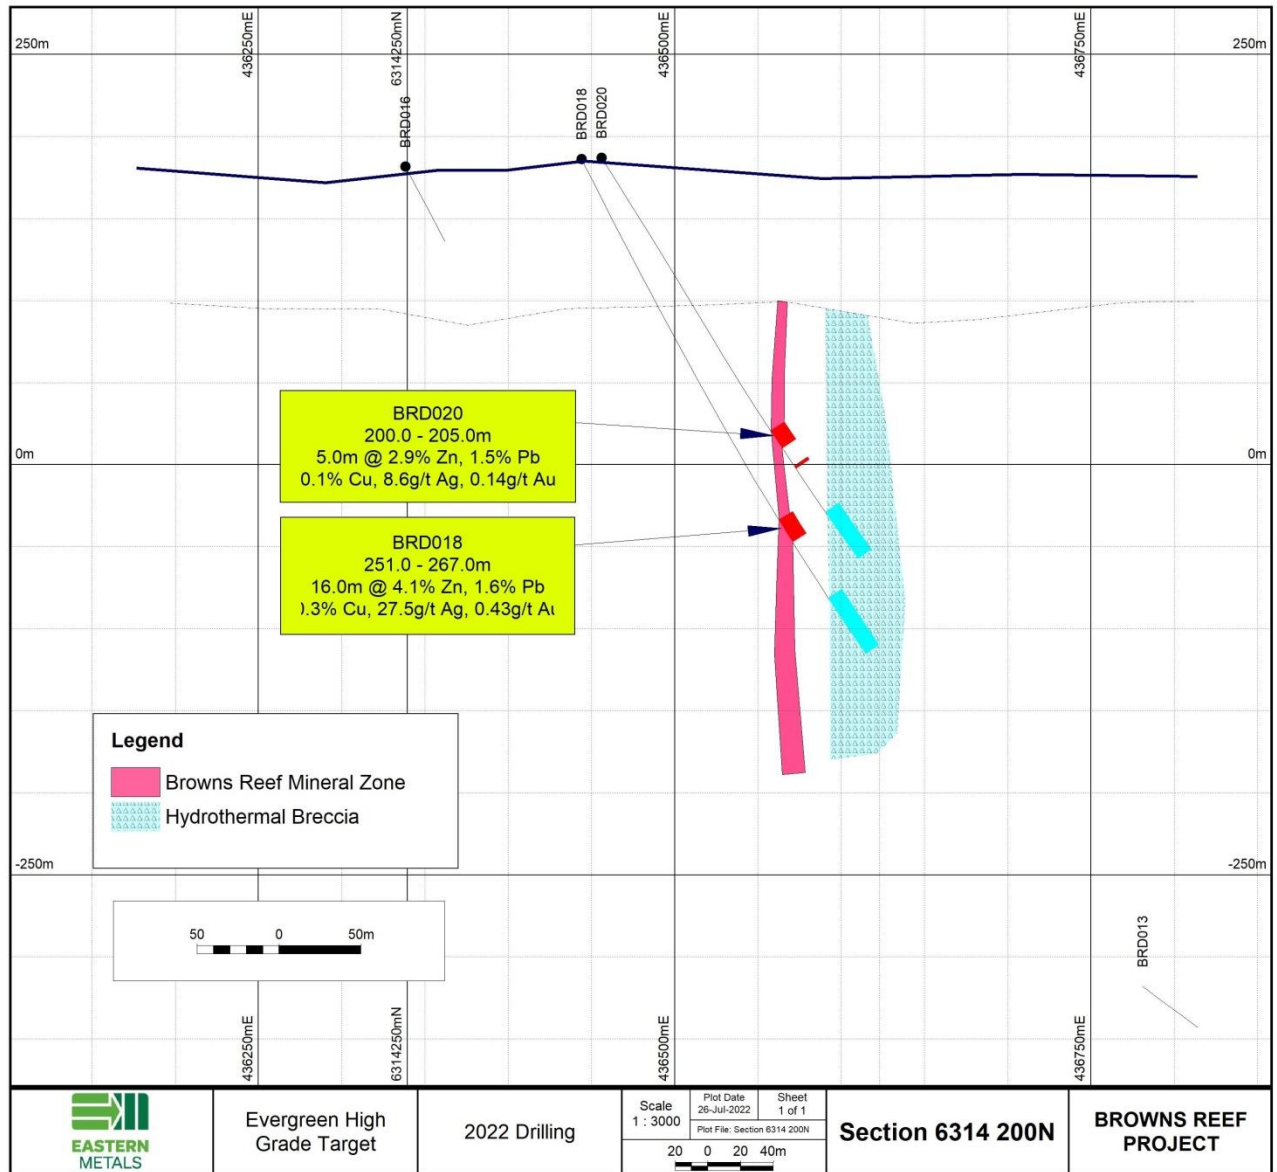 436250mE
6314250mN
436500mE
436750mE
250m
250m
BRD016
BRD018
BRD020
BRD020
200.0 - 205.0m
5.0m @ 2.9% Zn, 1.5% Pb
0.1% Cu, 8.6g/t Ag, 0.14g/t Au
0m
0m
BRD018
251.0 - 267.0m
16.0m @ 4.1% Zn, 1.6% Pb
.3% Cu, 27.5g/t Ag, 0.43g/t
Legend
Browns Reef Mineral Zone
Hydrothermal Breccia
-250m
-250m
50 0 50m
BRD013
436250mE
6314250mN
436500mE
436750mE
EASTERN
METALS
Evergreen High
Grade Target
2022 Drilling
Scale
1 : 3000
Plot Date
26-Jul-2022
Sheet
1 of 1
Plot File: Section 6314 200N
20 0 20 40m
Section 6314 200N
BROWNS REEF
PROJECT